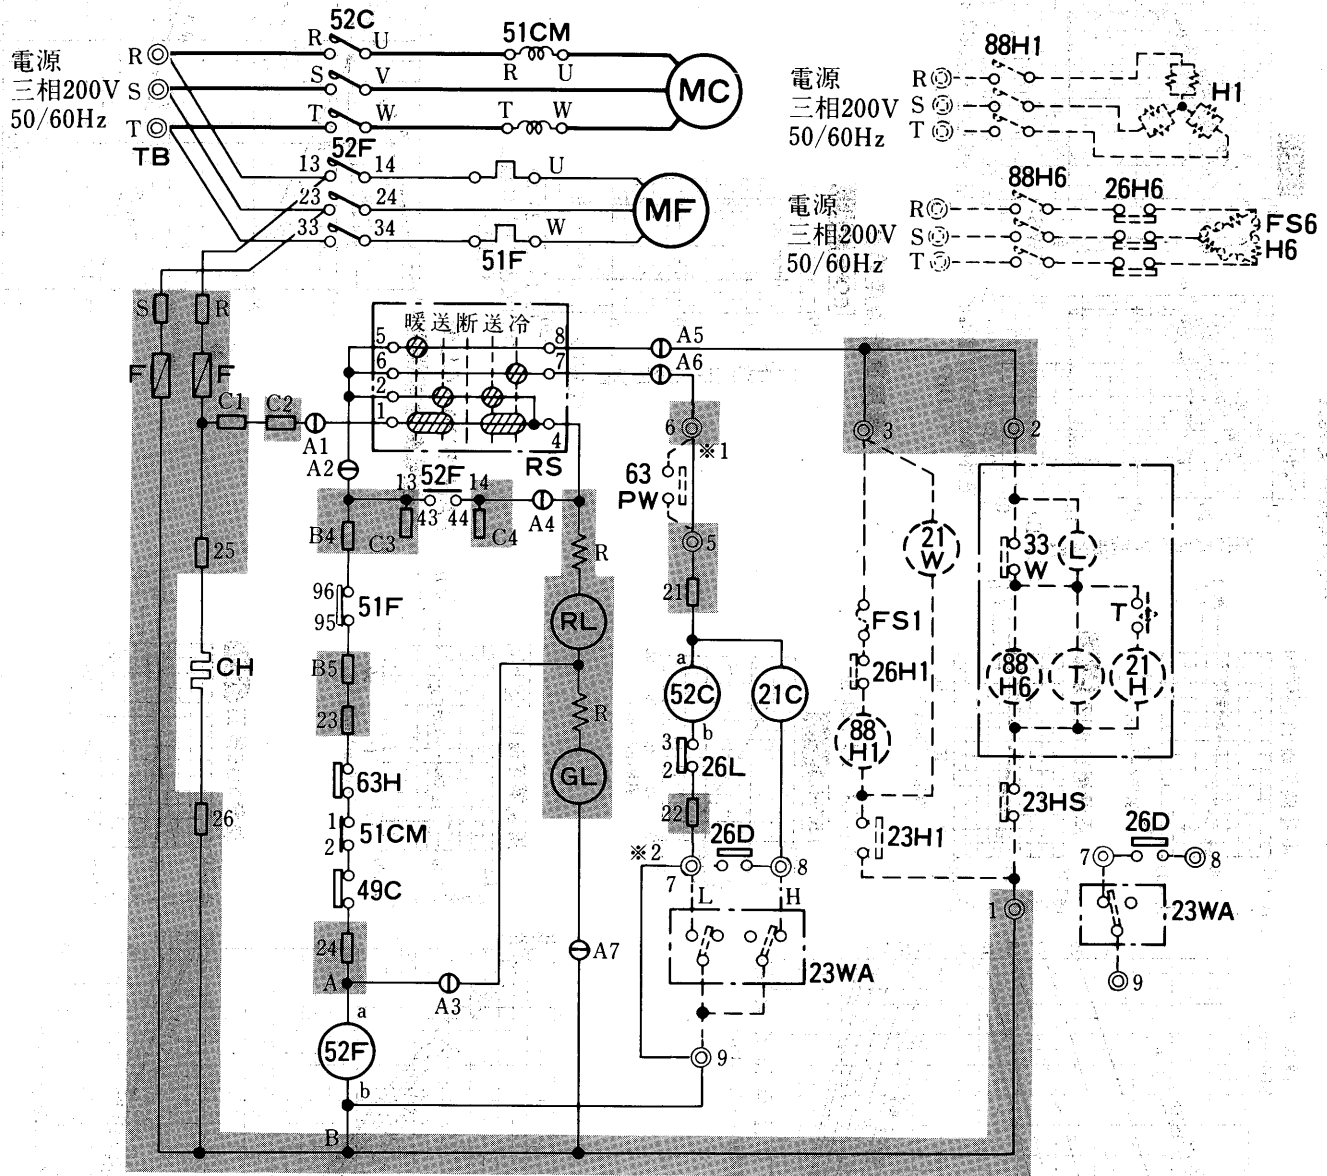 52C
R
U
51CM
電源
三相200V
50/60Hz
R
S
T
TB
S
V
T
W
R
U
T
W
MC
52F
13
14
23
24
33
34
U
W
51F
MF
電源
三相200V
50/60Hz
R
S
T
88H1
H1
電源
三相200V
50/60Hz
R
S
T
88H6
26H6
FS6
H6
S
R
F
F
C1
C2
A1
A2
暖送断送冷
5
6
2
1
8
7
4
RS
A5
A6
52F
13
14
43
44
A4
B4
C3
C4
R
25
96
51F
95
CH
B5
23
RL
R
GL
63H
1
51CM
2
49C
26
24
A
A3
a
52F
b
B
A7
6
※1
63
PW
5
21
a
52C
21C
b
3
2
26L
22
26D
※2
7
8
L
H
23WA
9
3
2
21
W
FS1
26H1
88
H1
23H1
33
W
L
T
88
H6
T
21
H
23HS
1
26D
7
8
23WA
9